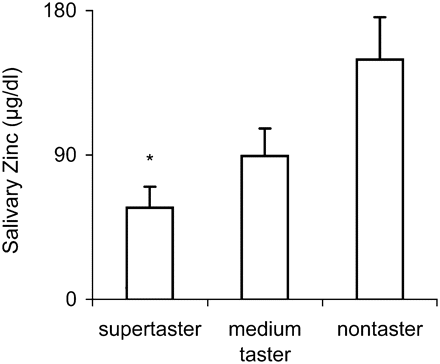 Salivary Zinc (μg/dl)
180
90
0
*
supertaster
medium
taster
nontaster